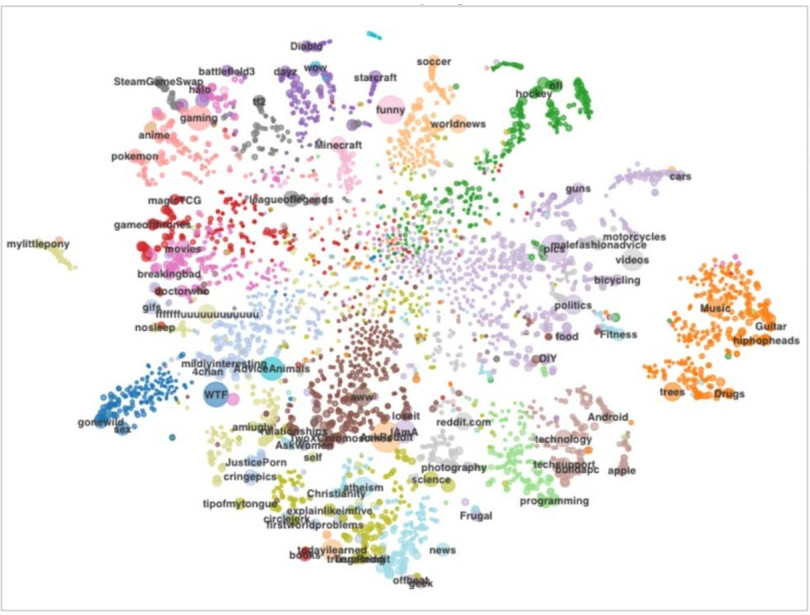 Diablo
soccer
battlefield3
dayz
wow
SteamGameSwap
starcraft
halo
nfl
hockey
tf2
funny
gaming
worldnews
anime
Minecraft
pokemon
cars
guns
magicTCG
leagueoflegends
gameofthrones
motorcycles
mylittlepony
pics
malefashionadvice
movies
videos
breakingbad
bicycling
doctorwho
gifs
politics
Music
fffffffuuuuuuuuuuuu
nosleep
Guitar
Fitness
food
hiphopheads
DIY
mildlyinteresting
4chan
AdviceAnimals
WTF
trees
Drugs
aww
gonewild
sex
loseit
Android
reddit.com
amiugly
relationships
TwoXChromosomes
IAmA
AskReddit
AskWomen
technology
self
JusticePorn
photography
techsupport
buildapc
apple
cringepics
science
atheism
Christianity
programming
tipofmytongue
explainlikeimfive
Frugal
circlejerk
firstworldproblems
todayilearned
books
news
offbeat
geek